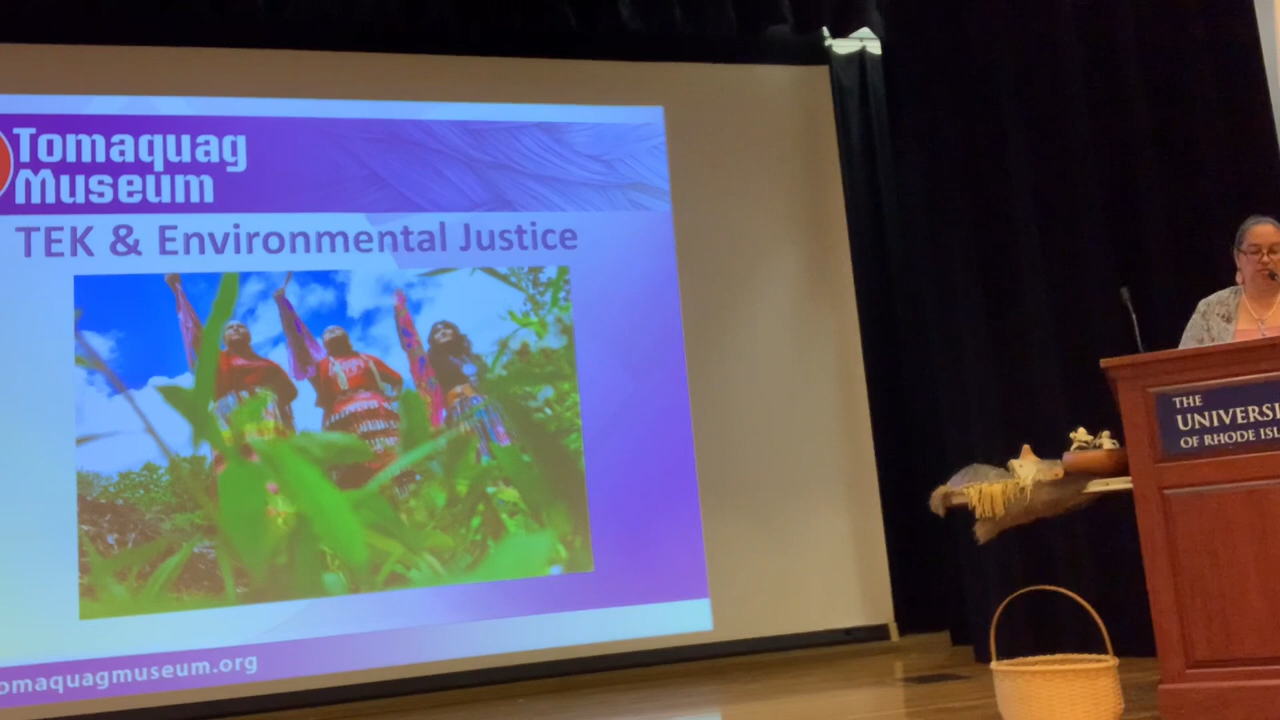 Tomaquag
Museum
TEK & Environmental Justice
omaquagmuseum.org
THE
UNIVERSI
OF RHODE ISL